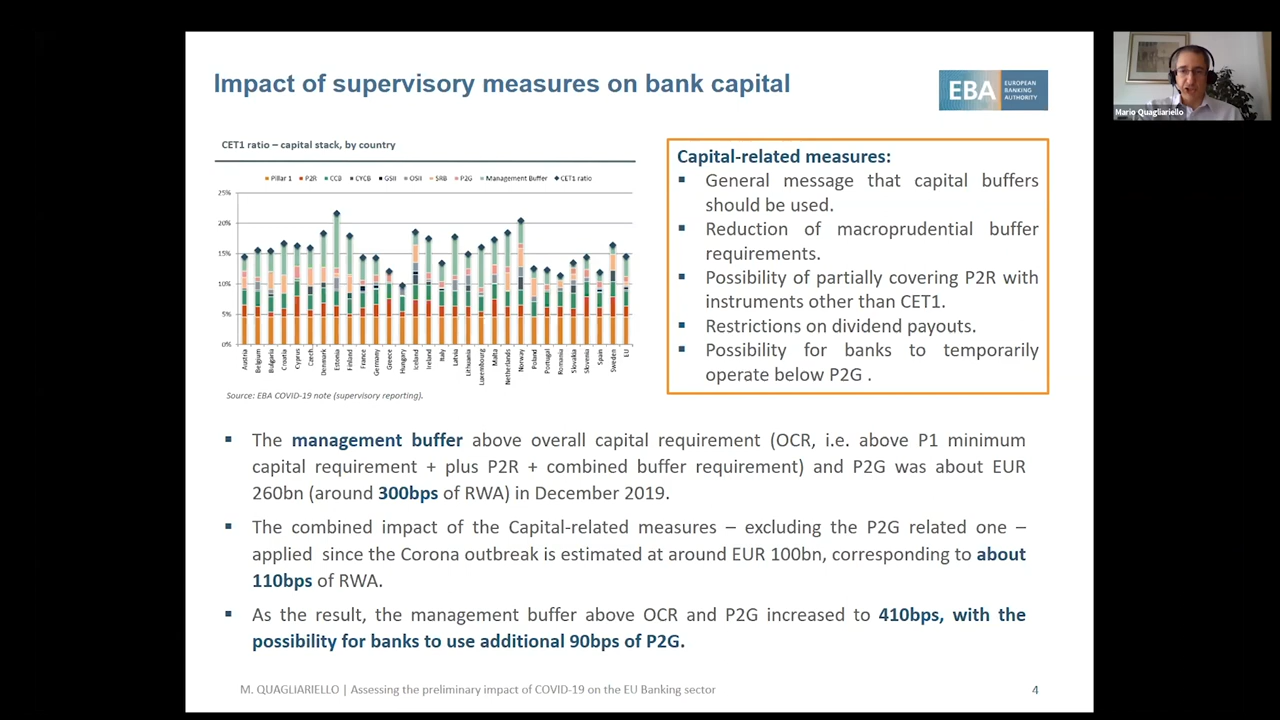 Impact of supervisory measures on bank capital
EBA
EUROPEAN
BANKING
AUTHORITY
Mario Quagliariello
CET1 ratio – capital stack, by country
Pillar 1 P2R CCB CYCB GSII OSII SRB P2G Management Buffer CET1 ratio
25%
20%
15%
10%
5%
0%
Austria Belgium Bulgaria Croatia Cyprus Czech Denmark Estonia Finland France Germany Greece Hungary Iceland Ireland Italy Latvia Lithuania Luxembourg Malta Netherlands Norway Poland Portugal Romania Slovakia Slovenia Spain Sweden EU
Source: EBA COVID-19 note (supervisory reporting).
Capital-related measures:
▪ General message that capital buffers
should be used.
▪ Reduction of macroprudential buffer
requirements.
▪ Possibility of partially covering P2R with
instruments other than CET1.
▪ Restrictions on dividend payouts.
▪ Possibility for banks to temporarily
operate below P2G .
▪ The management buffer above overall capital requirement (OCR, i.e. above P1 minimum
capital requirement + plus P2R + combined buffer requirement) and P2G was about EUR
260bn (around 300bps of RWA) in December 2019.
▪ The combined impact of the Capital-related measures – excluding the P2G related one –
applied since the Corona outbreak is estimated at around EUR 100bn, corresponding to about
110bps of RWA.
▪ As the result, the management buffer above OCR and P2G increased to 410bps, with the
possibility for banks to use additional 90bps of P2G.
M. QUAGLIARIELLO | Assessing the preliminary impact of COVID-19 on the EU Banking sector
4